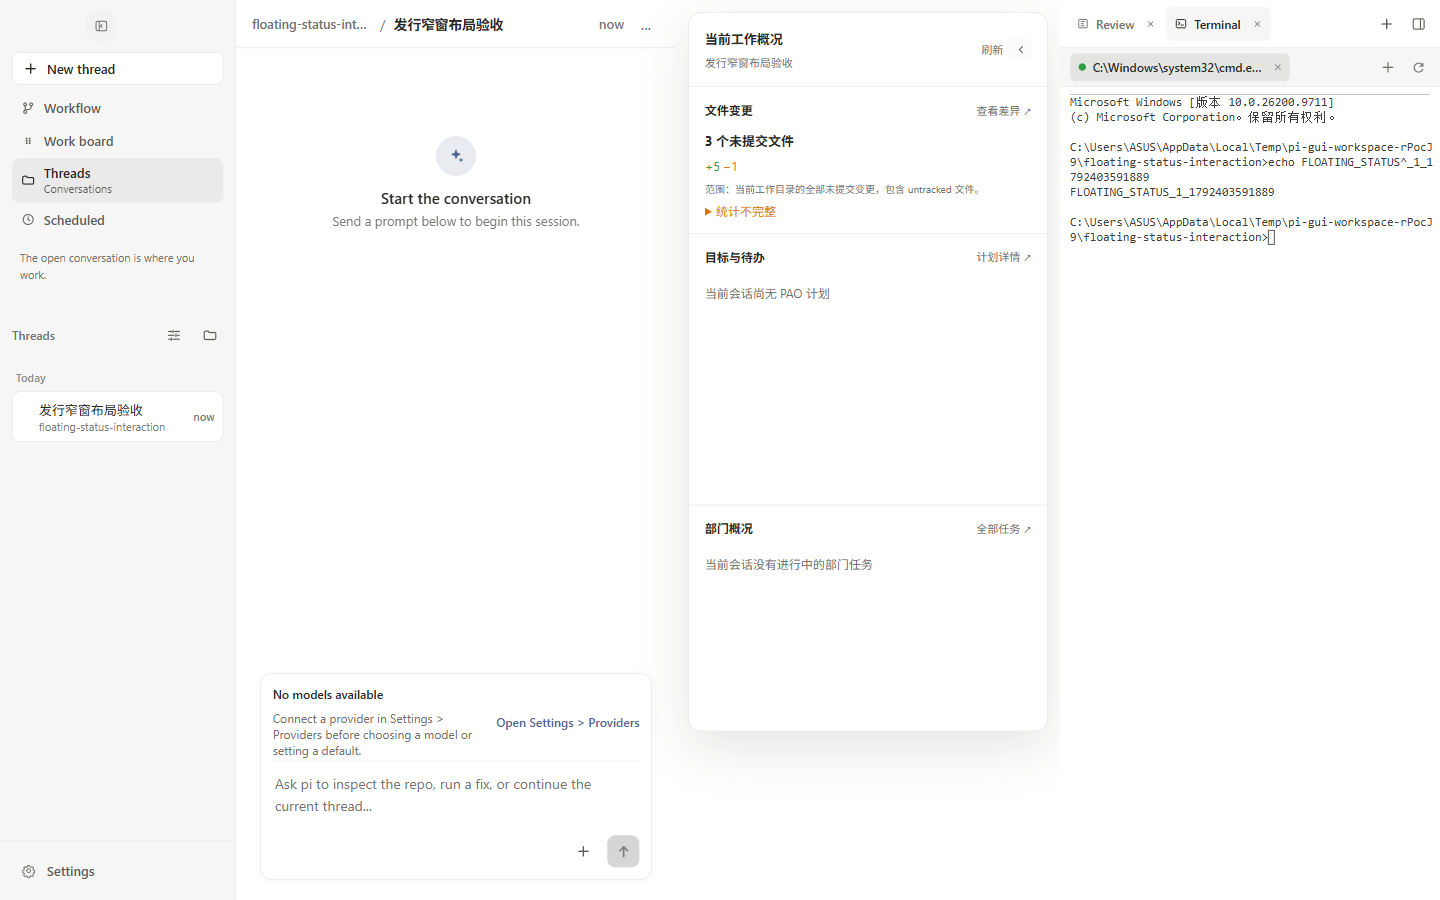 New thread
Workflow
Work board
Threads
Conversations
Scheduled
The open conversation is where you
work.
Threads
Today
发行窄窗布局验收
now
floating-status-interaction
Settings
floating-status-int... / 发行窄窗布局验收
now
...
Start the conversation
Send a prompt below to begin this session.
No models available
Connect a provider in Settings >
Providers before choosing a model or
setting a default.
Open Settings > Providers
Ask pi to inspect the repo, run a fix, or continue the
current thread...
当前工作概况
发行窄窗布局验收
刷新
文件变更
查看差异 ↗
3 个未提交文件
+5 −1
范围：当前工作目录的全部未提交变更，包含 untracked 文件。
▶ 统计不完整
目标与待办
计划详情 ↗
当前会话尚无 PAO 计划
部门概况
全部任务 ↗
当前会话没有进行中的部门任务
Review ×
Terminal ×
C:\Windows\system32\cmd.e... ×
Microsoft Windows [版本 10.0.26200.9711]
(c) Microsoft Corporation。保留所有权利。
C:\Users\ASUS\AppData\Local\Temp\pi-gui-workspace-rPocJ
9\floating-status-interaction>echo FLOATING_STATUS^_1_1
792403591889
FLOATING_STATUS_1_1792403591889
C:\Users\ASUS\AppData\Local\Temp\pi-gui-workspace-rPocJ
9\floating-status-interaction>